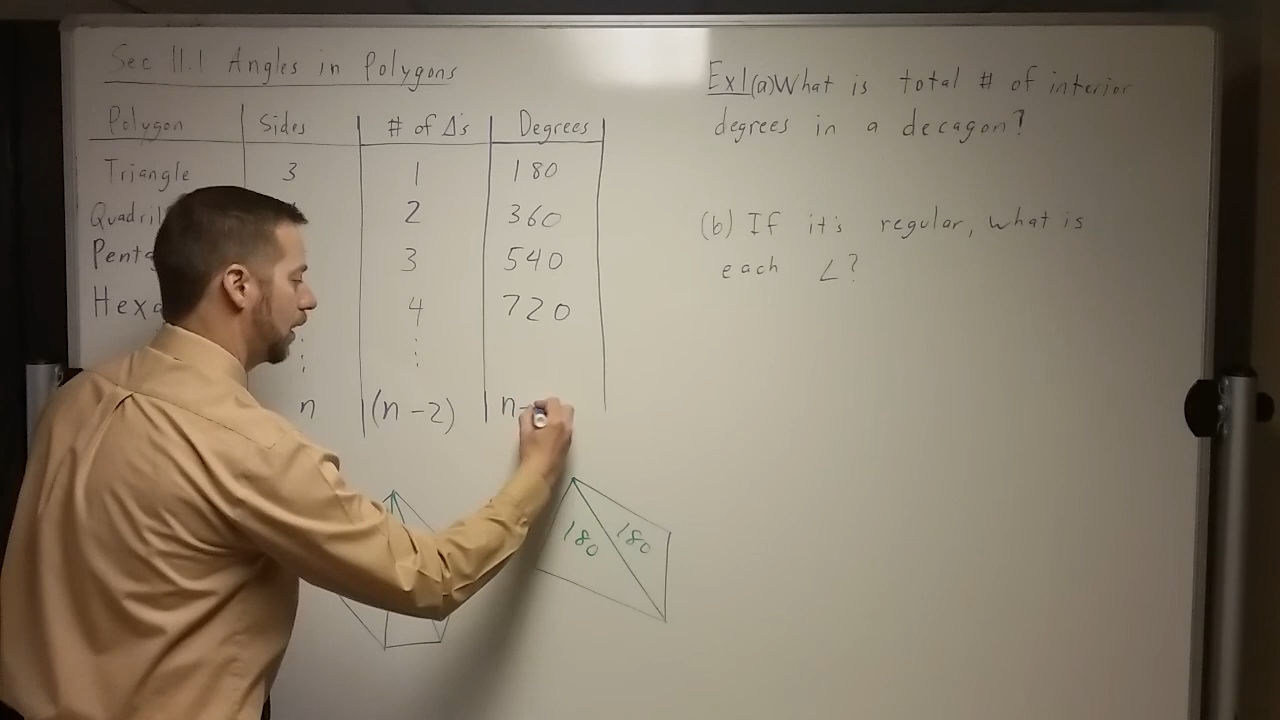 Sec 11.1 Angles in Polygons
Polygon Sides # of Δ's Degrees
Triangle 3 1 180
2 360
3 540
4 720
n (n-2)
180 180
Ex1(a) What is total # of interior
degrees in a decagon?
(b) If it's regular, what is
each ∠?